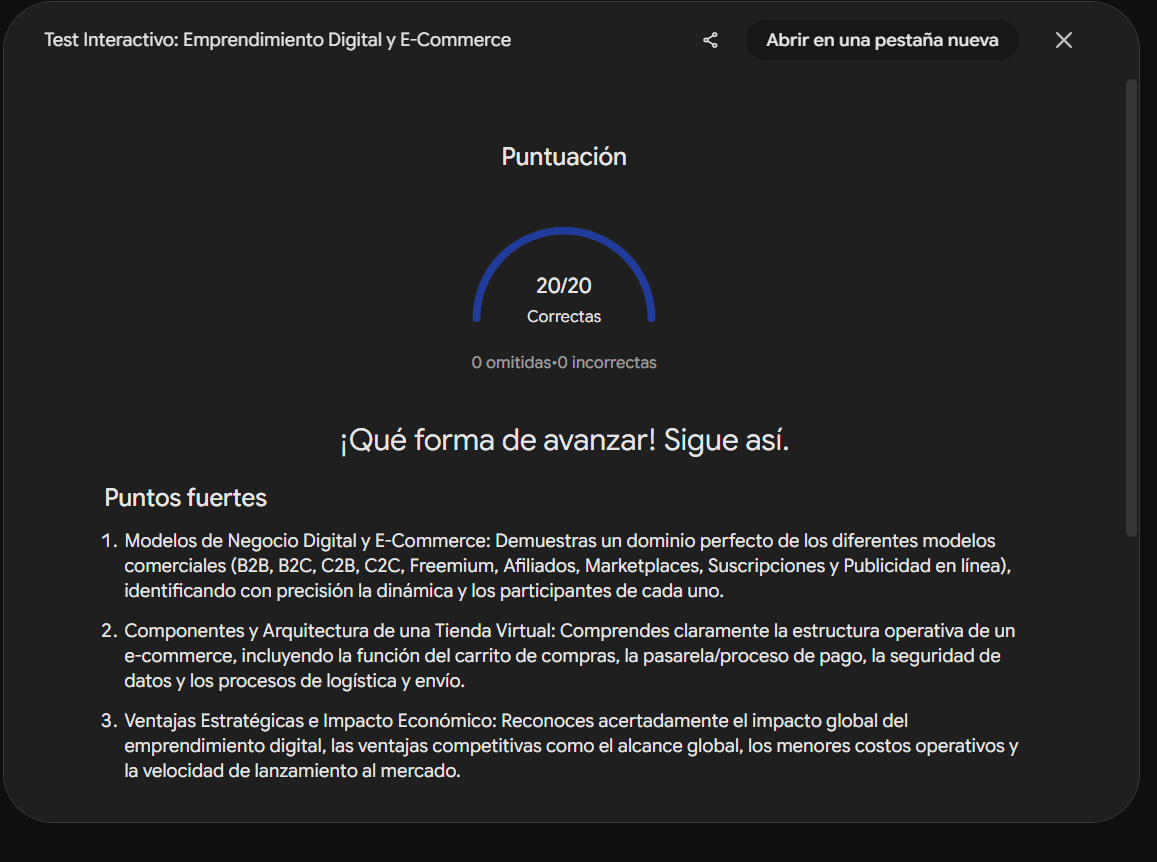 Test Interactivo: Emprendimiento Digital y E-Commerce
Abrir en una pestaña nueva
Puntuación
20/20
Correctas
0 omitidas•0 incorrectas
¡Qué forma de avanzar! Sigue así.
Puntos fuertes
1. Modelos de Negocio Digital y E-Commerce: Demuestras un dominio perfecto de los diferentes modelos
comerciales (B2B, B2C, C2B, C2C, Freemium, Afiliados, Marketplaces, Suscripciones y Publicidad en línea),
identificando con precisión la dinámica y los participantes de cada uno.
2. Componentes y Arquitectura de una Tienda Virtual: Comprendes claramente la estructura operativa de un
e-commerce, incluyendo la función del carrito de compras, la pasarela/proceso de pago, la seguridad de
datos y los procesos de logística y envío.
3. Ventajas Estratégicas e Impacto Económico: Reconoces acertadamente el impacto global del
emprendimiento digital, las ventajas competitivas como el alcance global, los menores costos operativos y
la velocidad de lanzamiento al mercado.